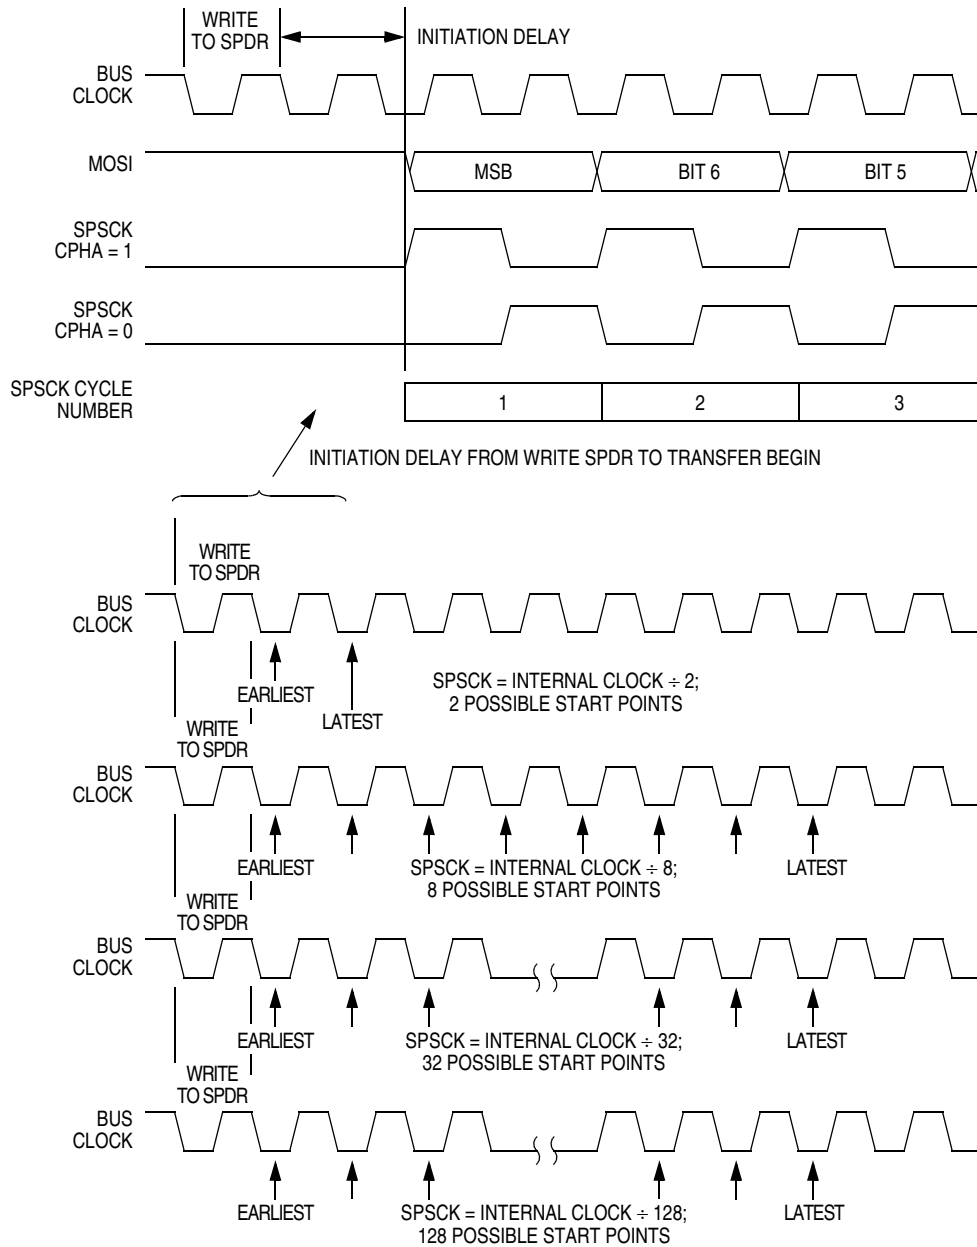 WRITE
TO SPDR
INITIATION DELAY
BUS
CLOCK
MOSI
MSB
BIT 6
BIT 5
SPSCK
CPHA = 1
SPSCK
CPHA = 0
SPSCK CYCLE
NUMBER
1
2
3
INITIATION DELAY FROM WRITE SPDR TO TRANSFER BEGIN
WRITE
TO SPDR
BUS
CLOCK
EARLIEST
LATEST
SPSCK = INTERNAL CLOCK ÷ 2;
2 POSSIBLE START POINTS
WRITE
TO SPDR
BUS
CLOCK
EARLIEST
SPSCK = INTERNAL CLOCK ÷ 8;
8 POSSIBLE START POINTS
LATEST
WRITE
TO SPDR
BUS
CLOCK
EARLIEST
SPSCK = INTERNAL CLOCK ÷ 32;
32 POSSIBLE START POINTS
LATEST
WRITE
TO SPDR
BUS
CLOCK
EARLIEST
SPSCK = INTERNAL CLOCK ÷ 128;
128 POSSIBLE START POINTS
LATEST